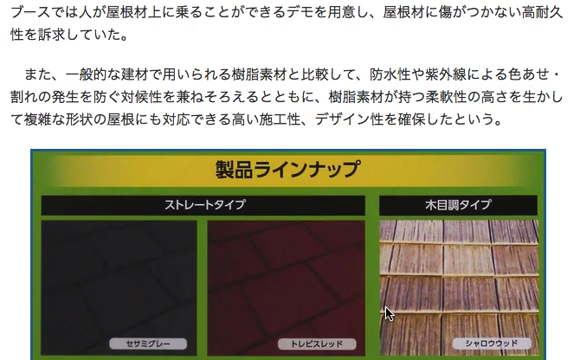 ブースでは人が屋根材上に乗ることができるデモを用意し、屋根材に傷がつかない高耐久
性を訴求していた。
また、一般的な建材で用いられる樹脂素材と比較して、防水性や紫外線による色あせ・
割れの発生を防ぐ対候性を兼ねそろえるとともに、樹脂素材が持つ柔軟性の高さを生かし
て複雑な形状の屋根にも対応できる高い施工性、デザイン性を確保したという。
製品ラインナップ
ストレートタイプ
木目調タイプ
セサミグレー
トレビスレッド
シャロウウッド